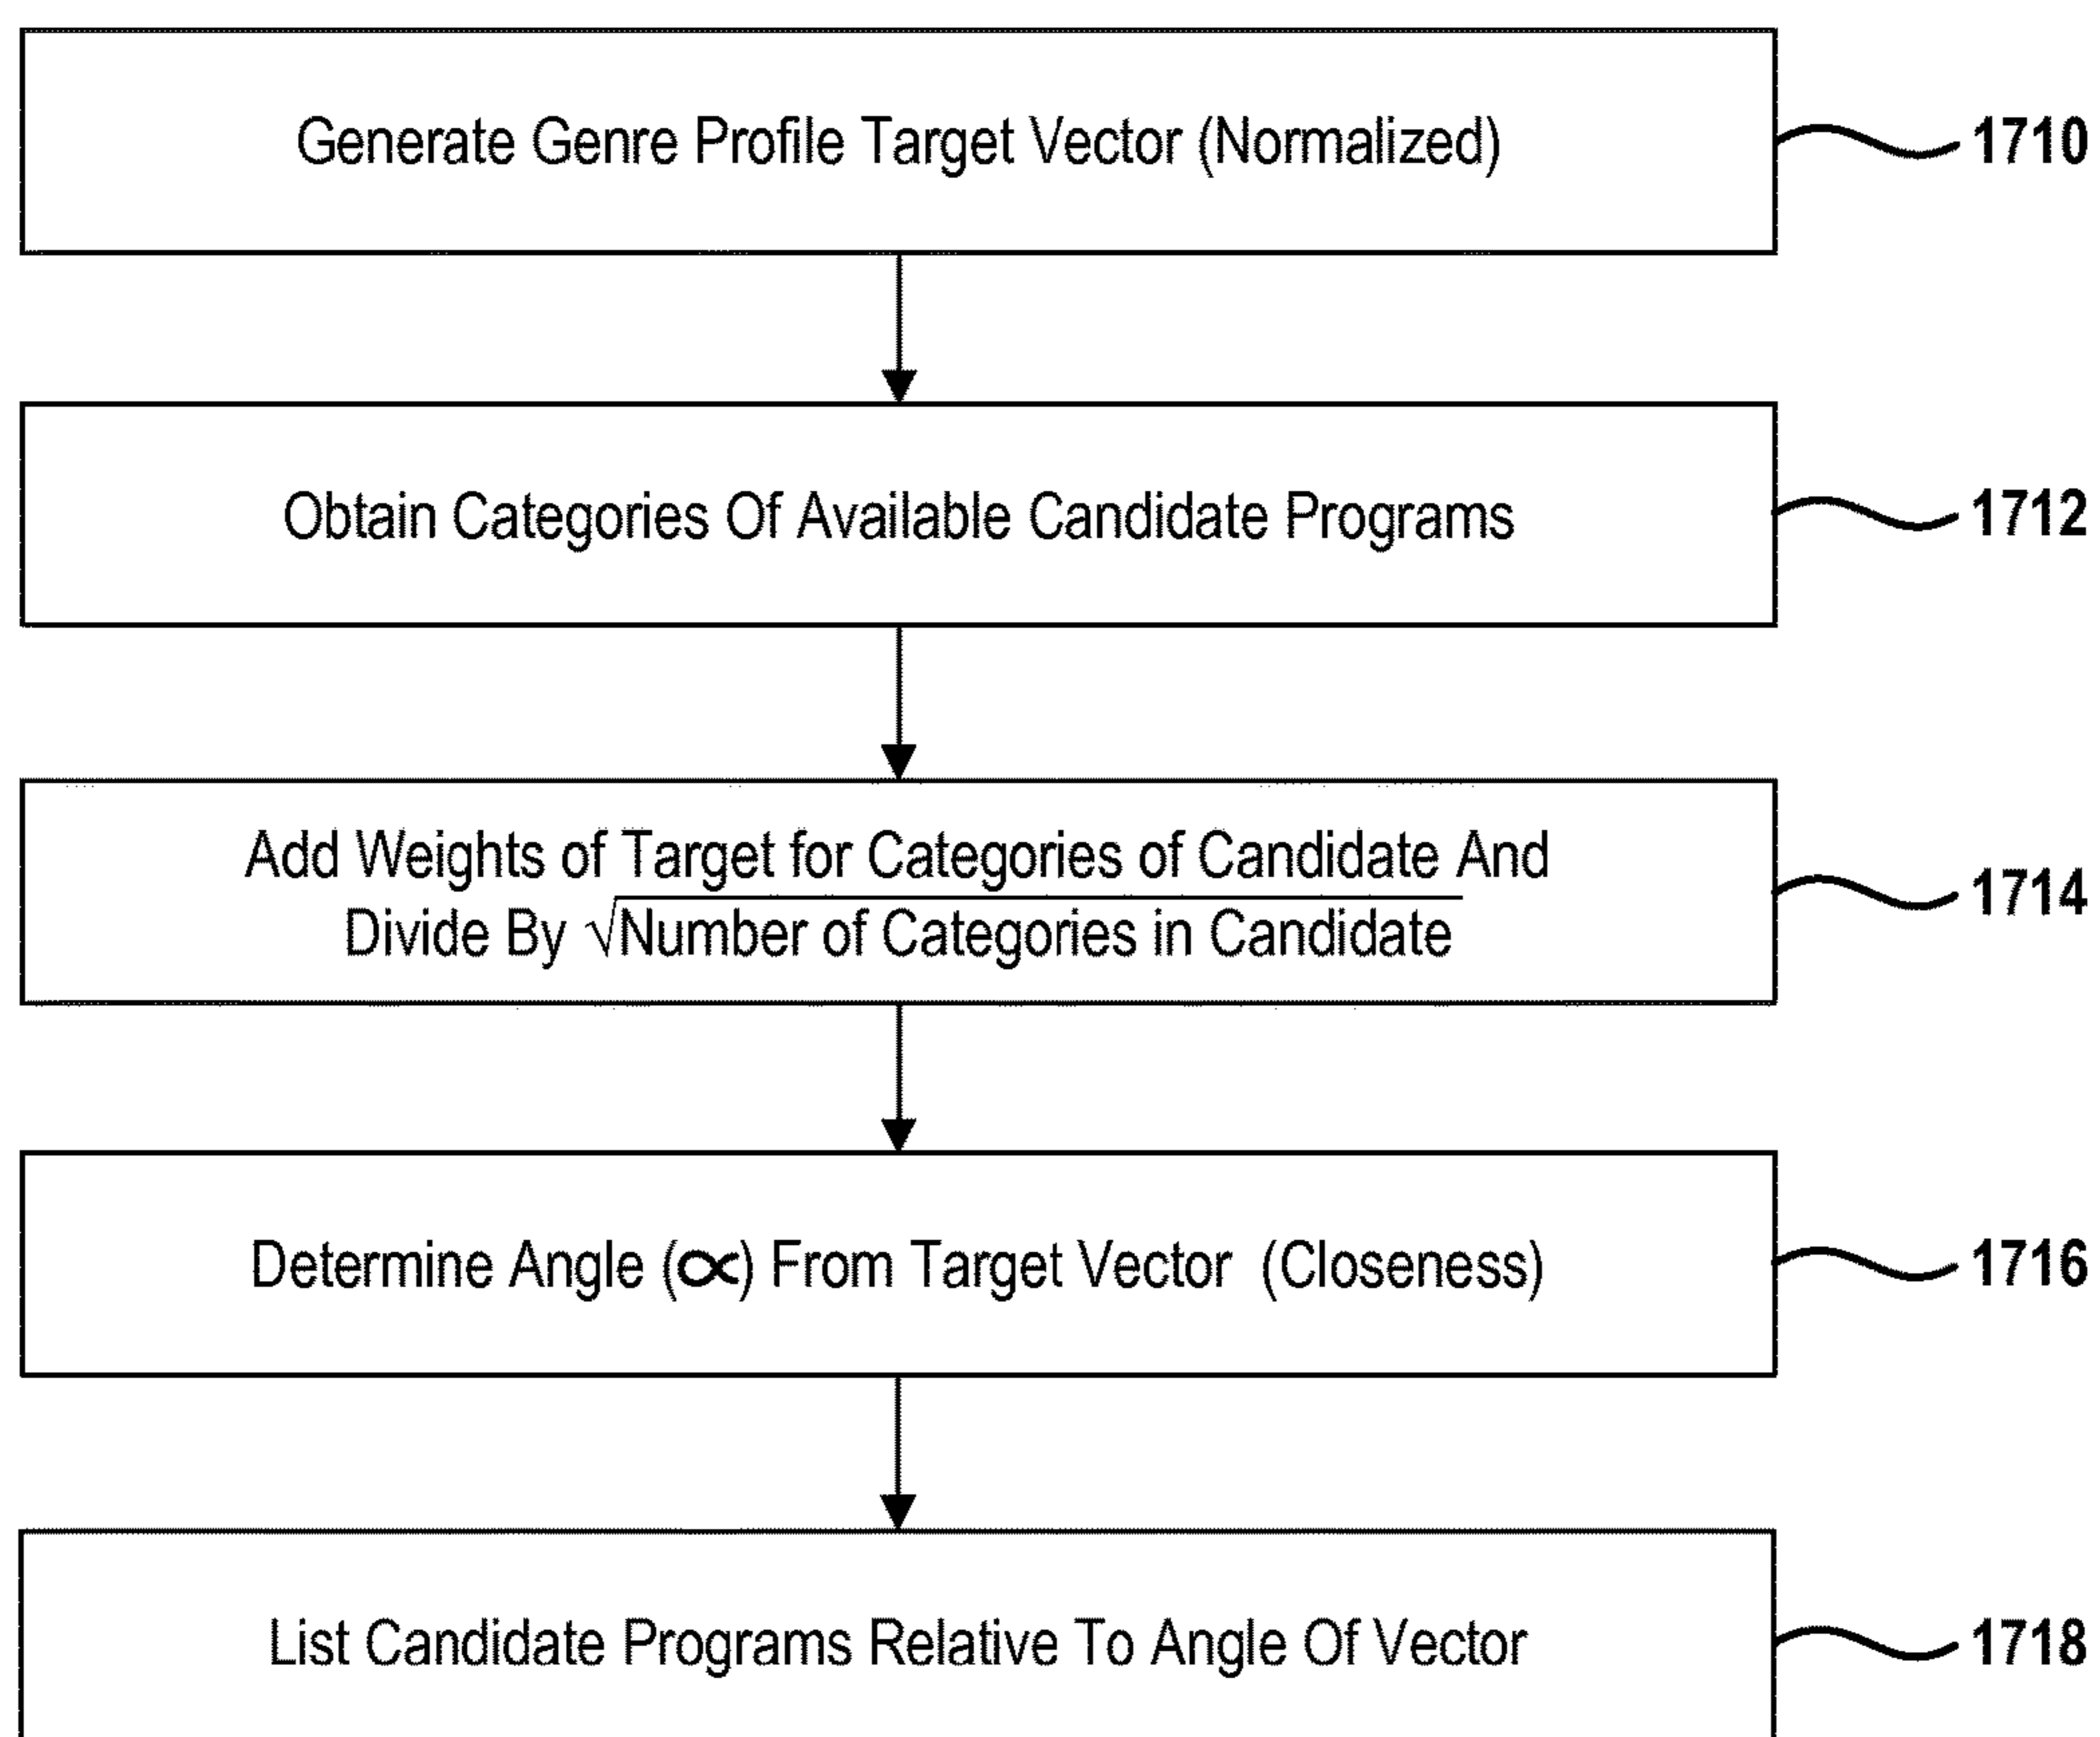 Generate Genre Profile Target Vector (Normalized)
1710
Obtain Categories Of Available Candidate Programs
1712
Add Weights of Target for Categories of Candidate And
Divide By √Number of Categories in Candidate
1714
Determine Angle (∝) From Target Vector (Closeness)
1716
List Candidate Programs Relative To Angle Of Vector
1718